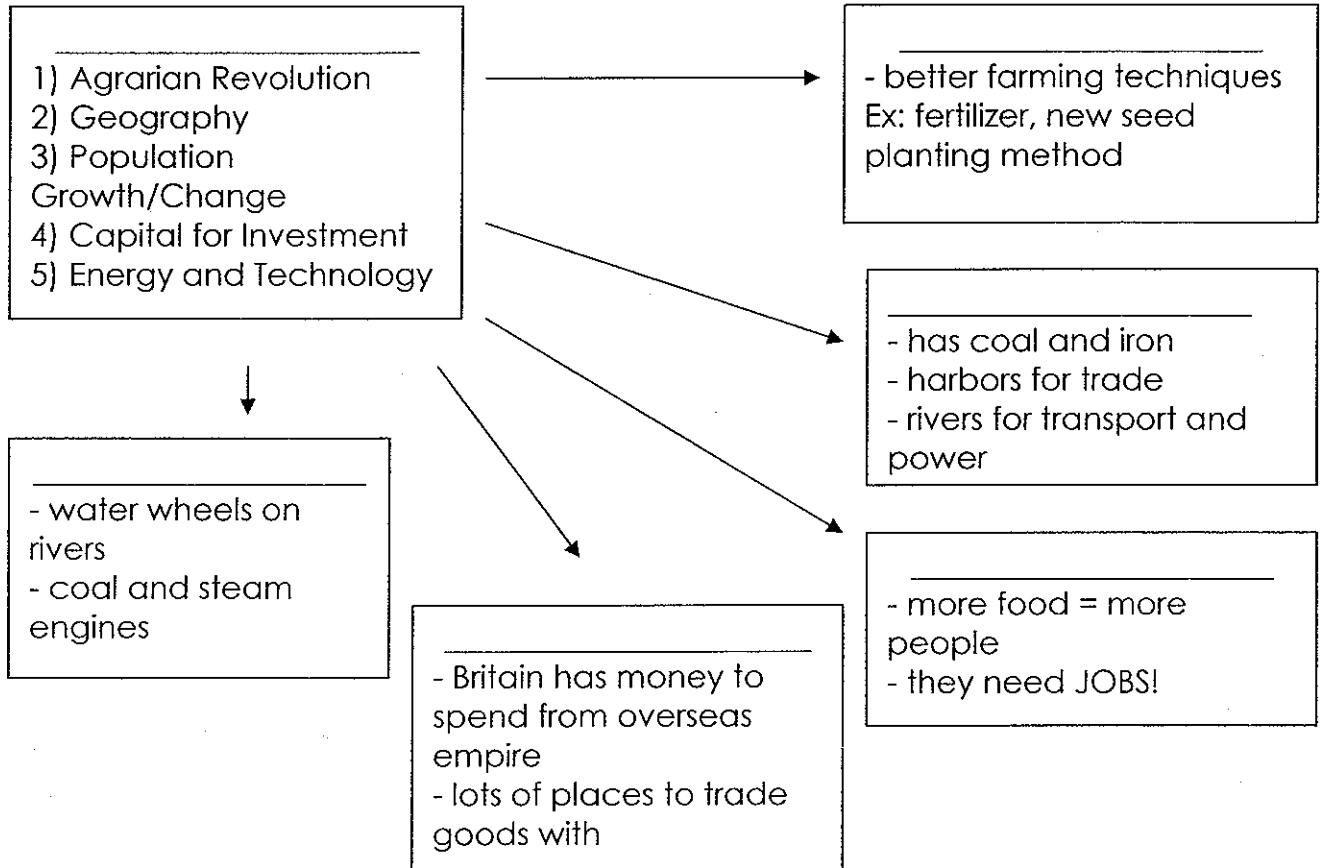 1) Agrarian Revolution
2) Geography
3) Population
Growth/Change
4) Capital for Investment
5) Energy and Technology
- better farming techniques
Ex: fertilizer, new seed
planting method
- has coal and iron
- harbors for trade
- rivers for transport and
power
- more food = more
people
- they need JOBS!
- Britain has money to
spend from overseas
empire
- lots of places to trade
goods with
- water wheels on
rivers
- coal and steam
engines